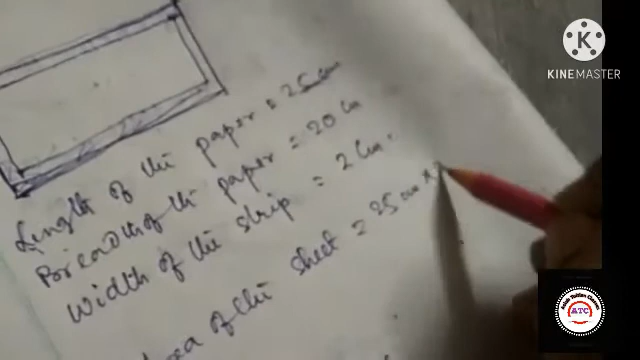 KINEMASTER
Length of the paper = 25 cm
Breadth of the paper = 20 cm
Width of the strip = 2 cm.
Area of the sheet = 25 cm x
ATC